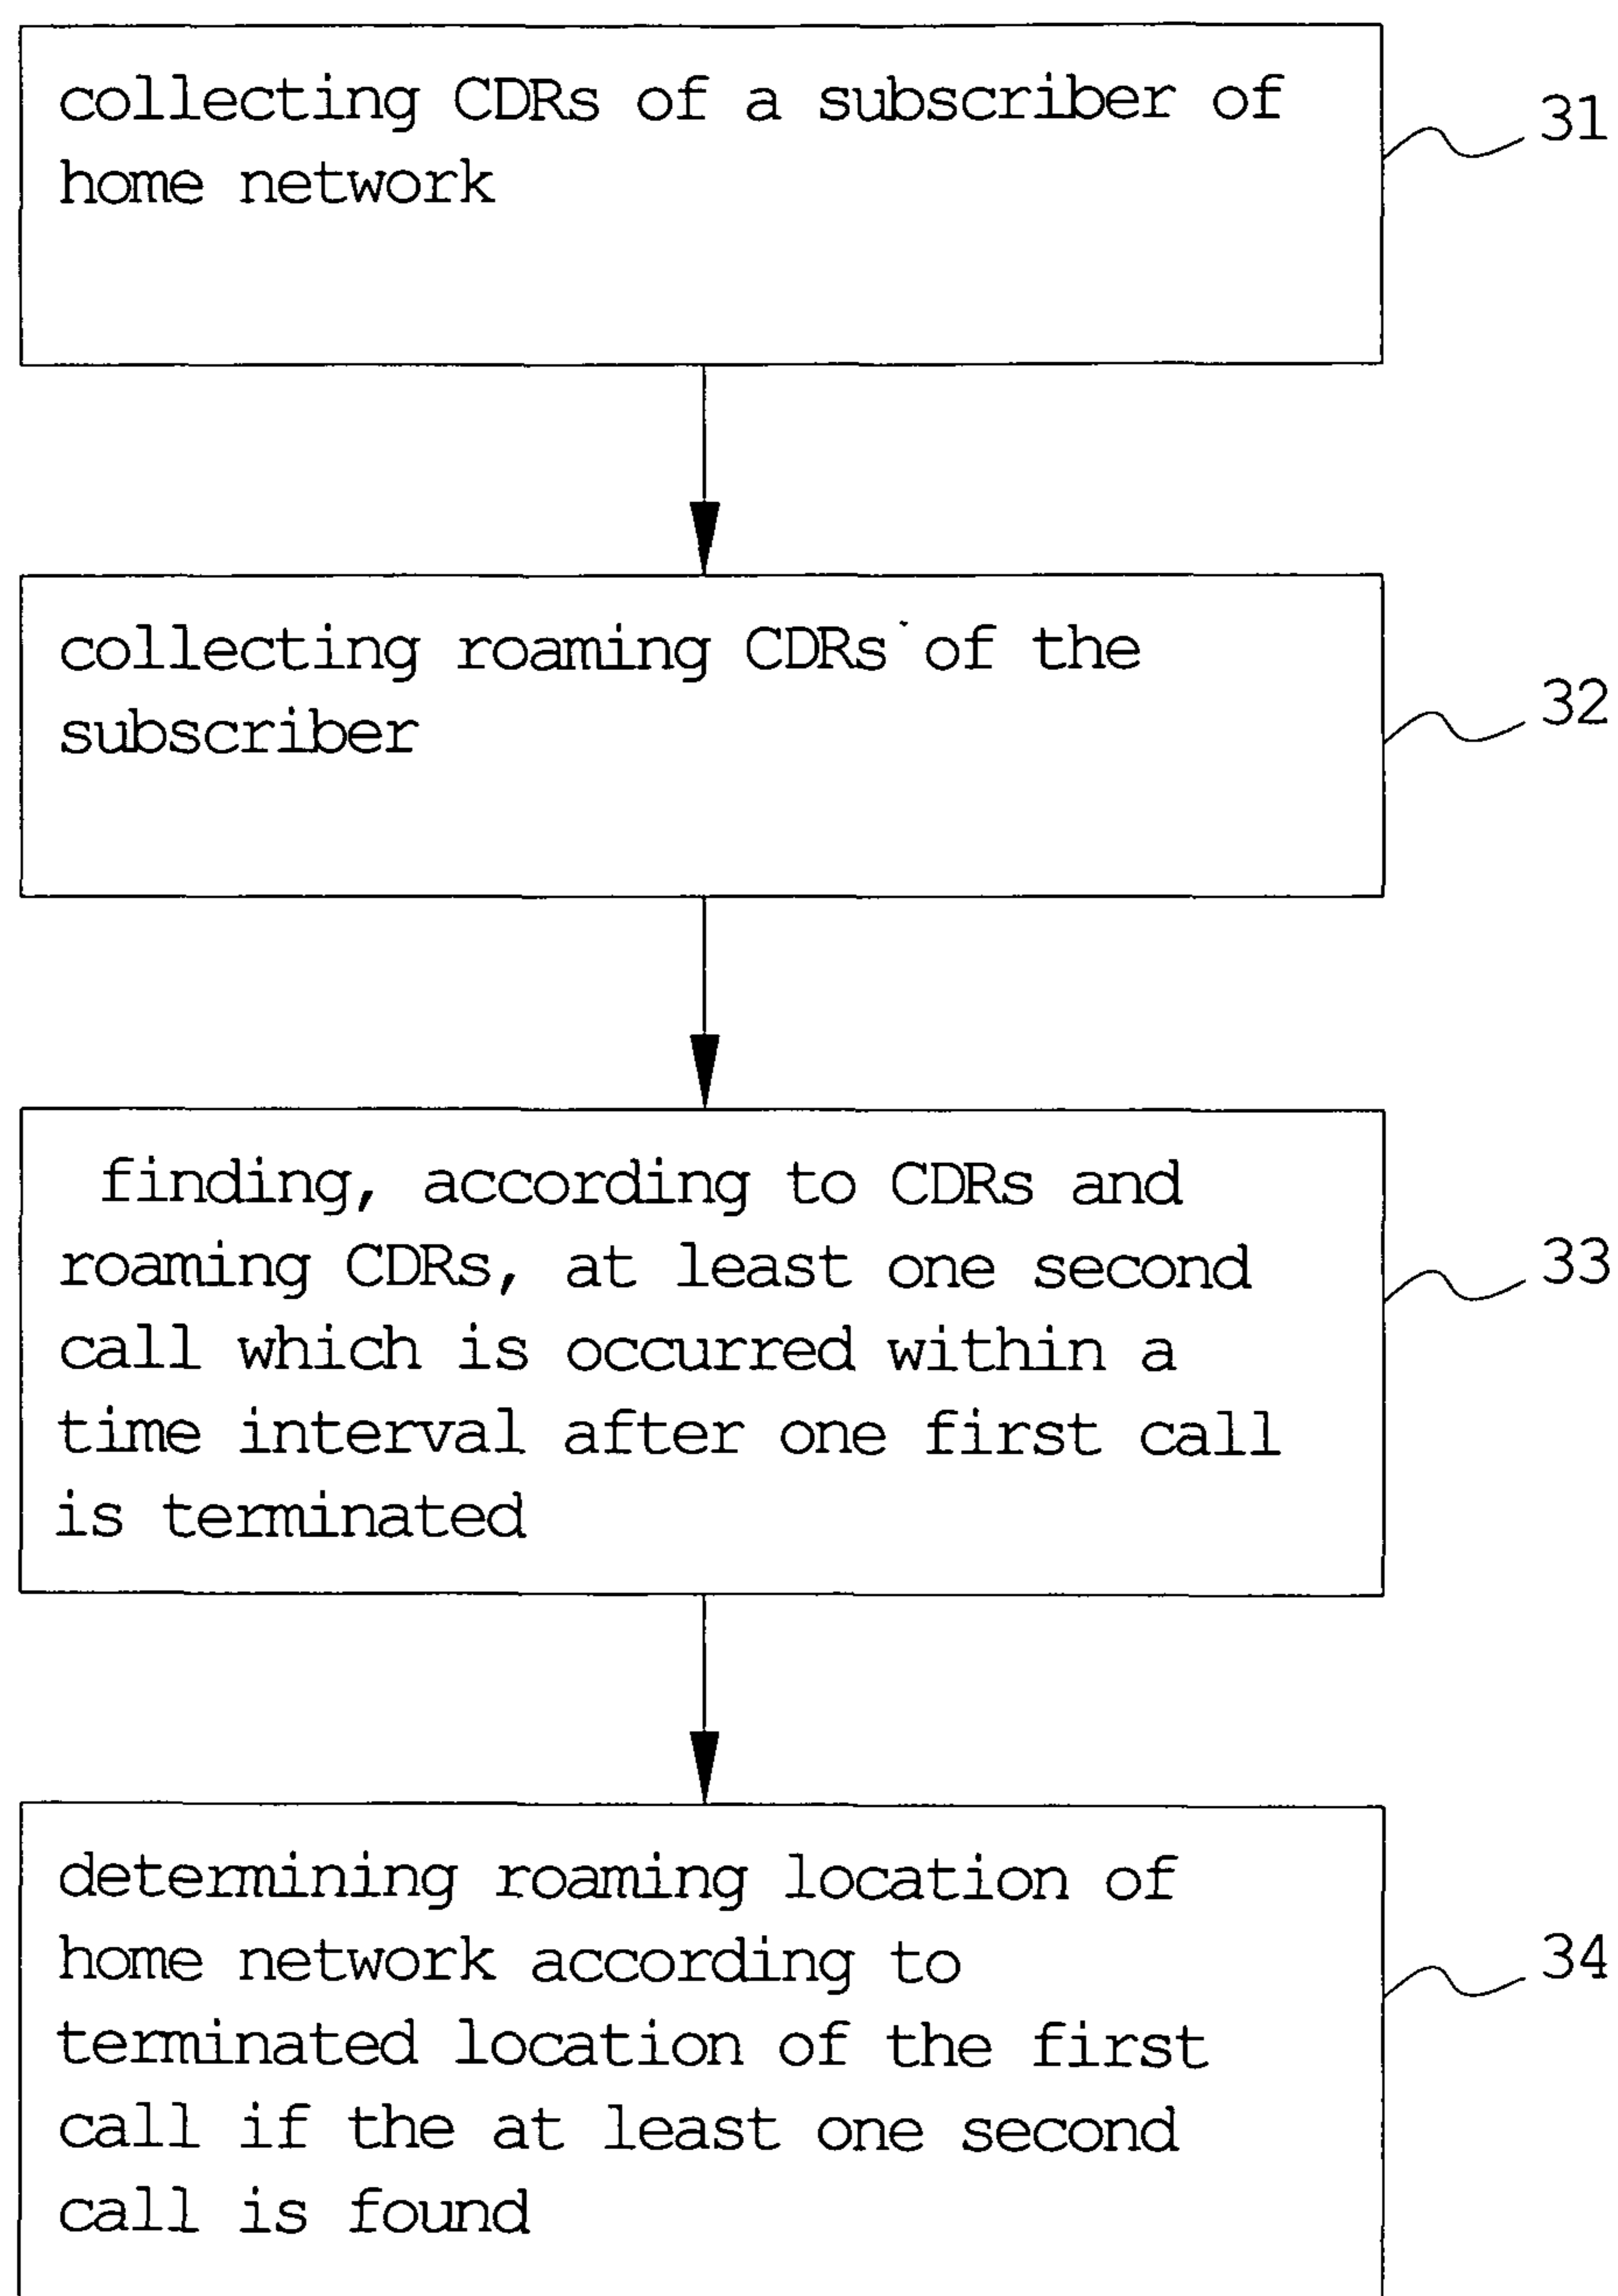 collecting CDRs of a subscriber of
home network
31
collecting roaming CDRs of the
subscriber
32
finding, according to CDRs and
roaming CDRs, at least one second
call which is occurred within a
time interval after one first call
is terminated
33
determining roaming location of
home network according to
terminated location of the first
call if the at least one second
call is found
34